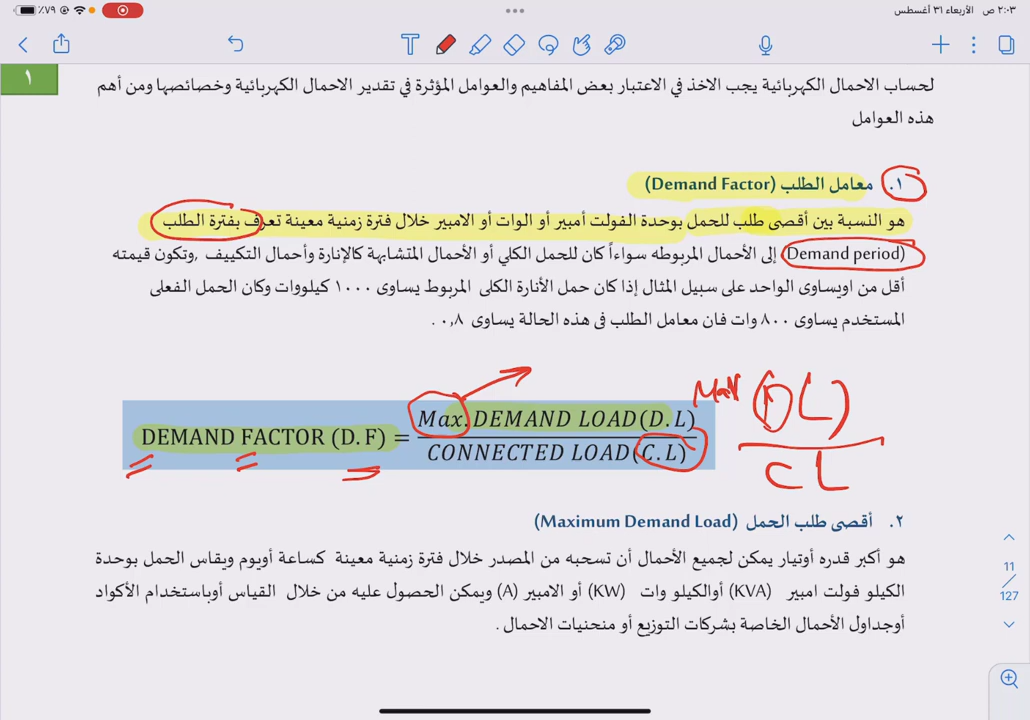 ٪٧٩
٢:٠٣ ص الأربعاء ٣١ أغسطس
١
لحساب الاحمال الكهربائية يجب الاخذ في الاعتبار بعض المفاهيم والعوامل المؤثرة في تقدير الاحمال الكهربائية وخصائصها ومن أهم
هذه العوامل
١. معامل الطلب (Demand Factor)
هو النسبة بين أقصى طلب للحمل بوحدة الفولت أمبير أو الوات أو الامبير خلال فترة زمنية معينة تعرف بفترة الطلب
(Demand period) إلى الأحمال المربوطه سواءاً كان للحمل الكلي أو الأحمال المتشابهة كالإنارة وأحمال التكييف ,وتكون قيمته
أقل من اويساوى الواحد على سبيل المثال إذا كان حمل الأنارة الكلى المربوط يساوى ١٠٠٠ كيلووات وكان الحمل الفعلى
المستخدم يساوى ٨٠٠ وات فان معامل الطلب فى هذه الحالة يساوى ٠,٨ .
DEMAND FACTOR (D.F) = Max.DEMAND LOAD(D.L)
CONNECTED LOAD(C.L)
Max (DL)
CL
٢. أقصى طلب الحمل (Maximum Demand Load)
هو أكبر قدره أوتيار يمكن لجميع الأحمال أن تسحبه من المصدر خلال فترة زمنية معينة كساعة أويوم ويقاس الحمل بوحدة
الكيلو فولت امبير (KVA) أوالكيلو وات (KW) أو الامبير (A) ويمكن الحصول عليه من خلال القياس أوباستخدام الأكواد
أوجداول الأحمال الخاصة بشركات التوزيع أو منحنيات الاحمال .
11
127